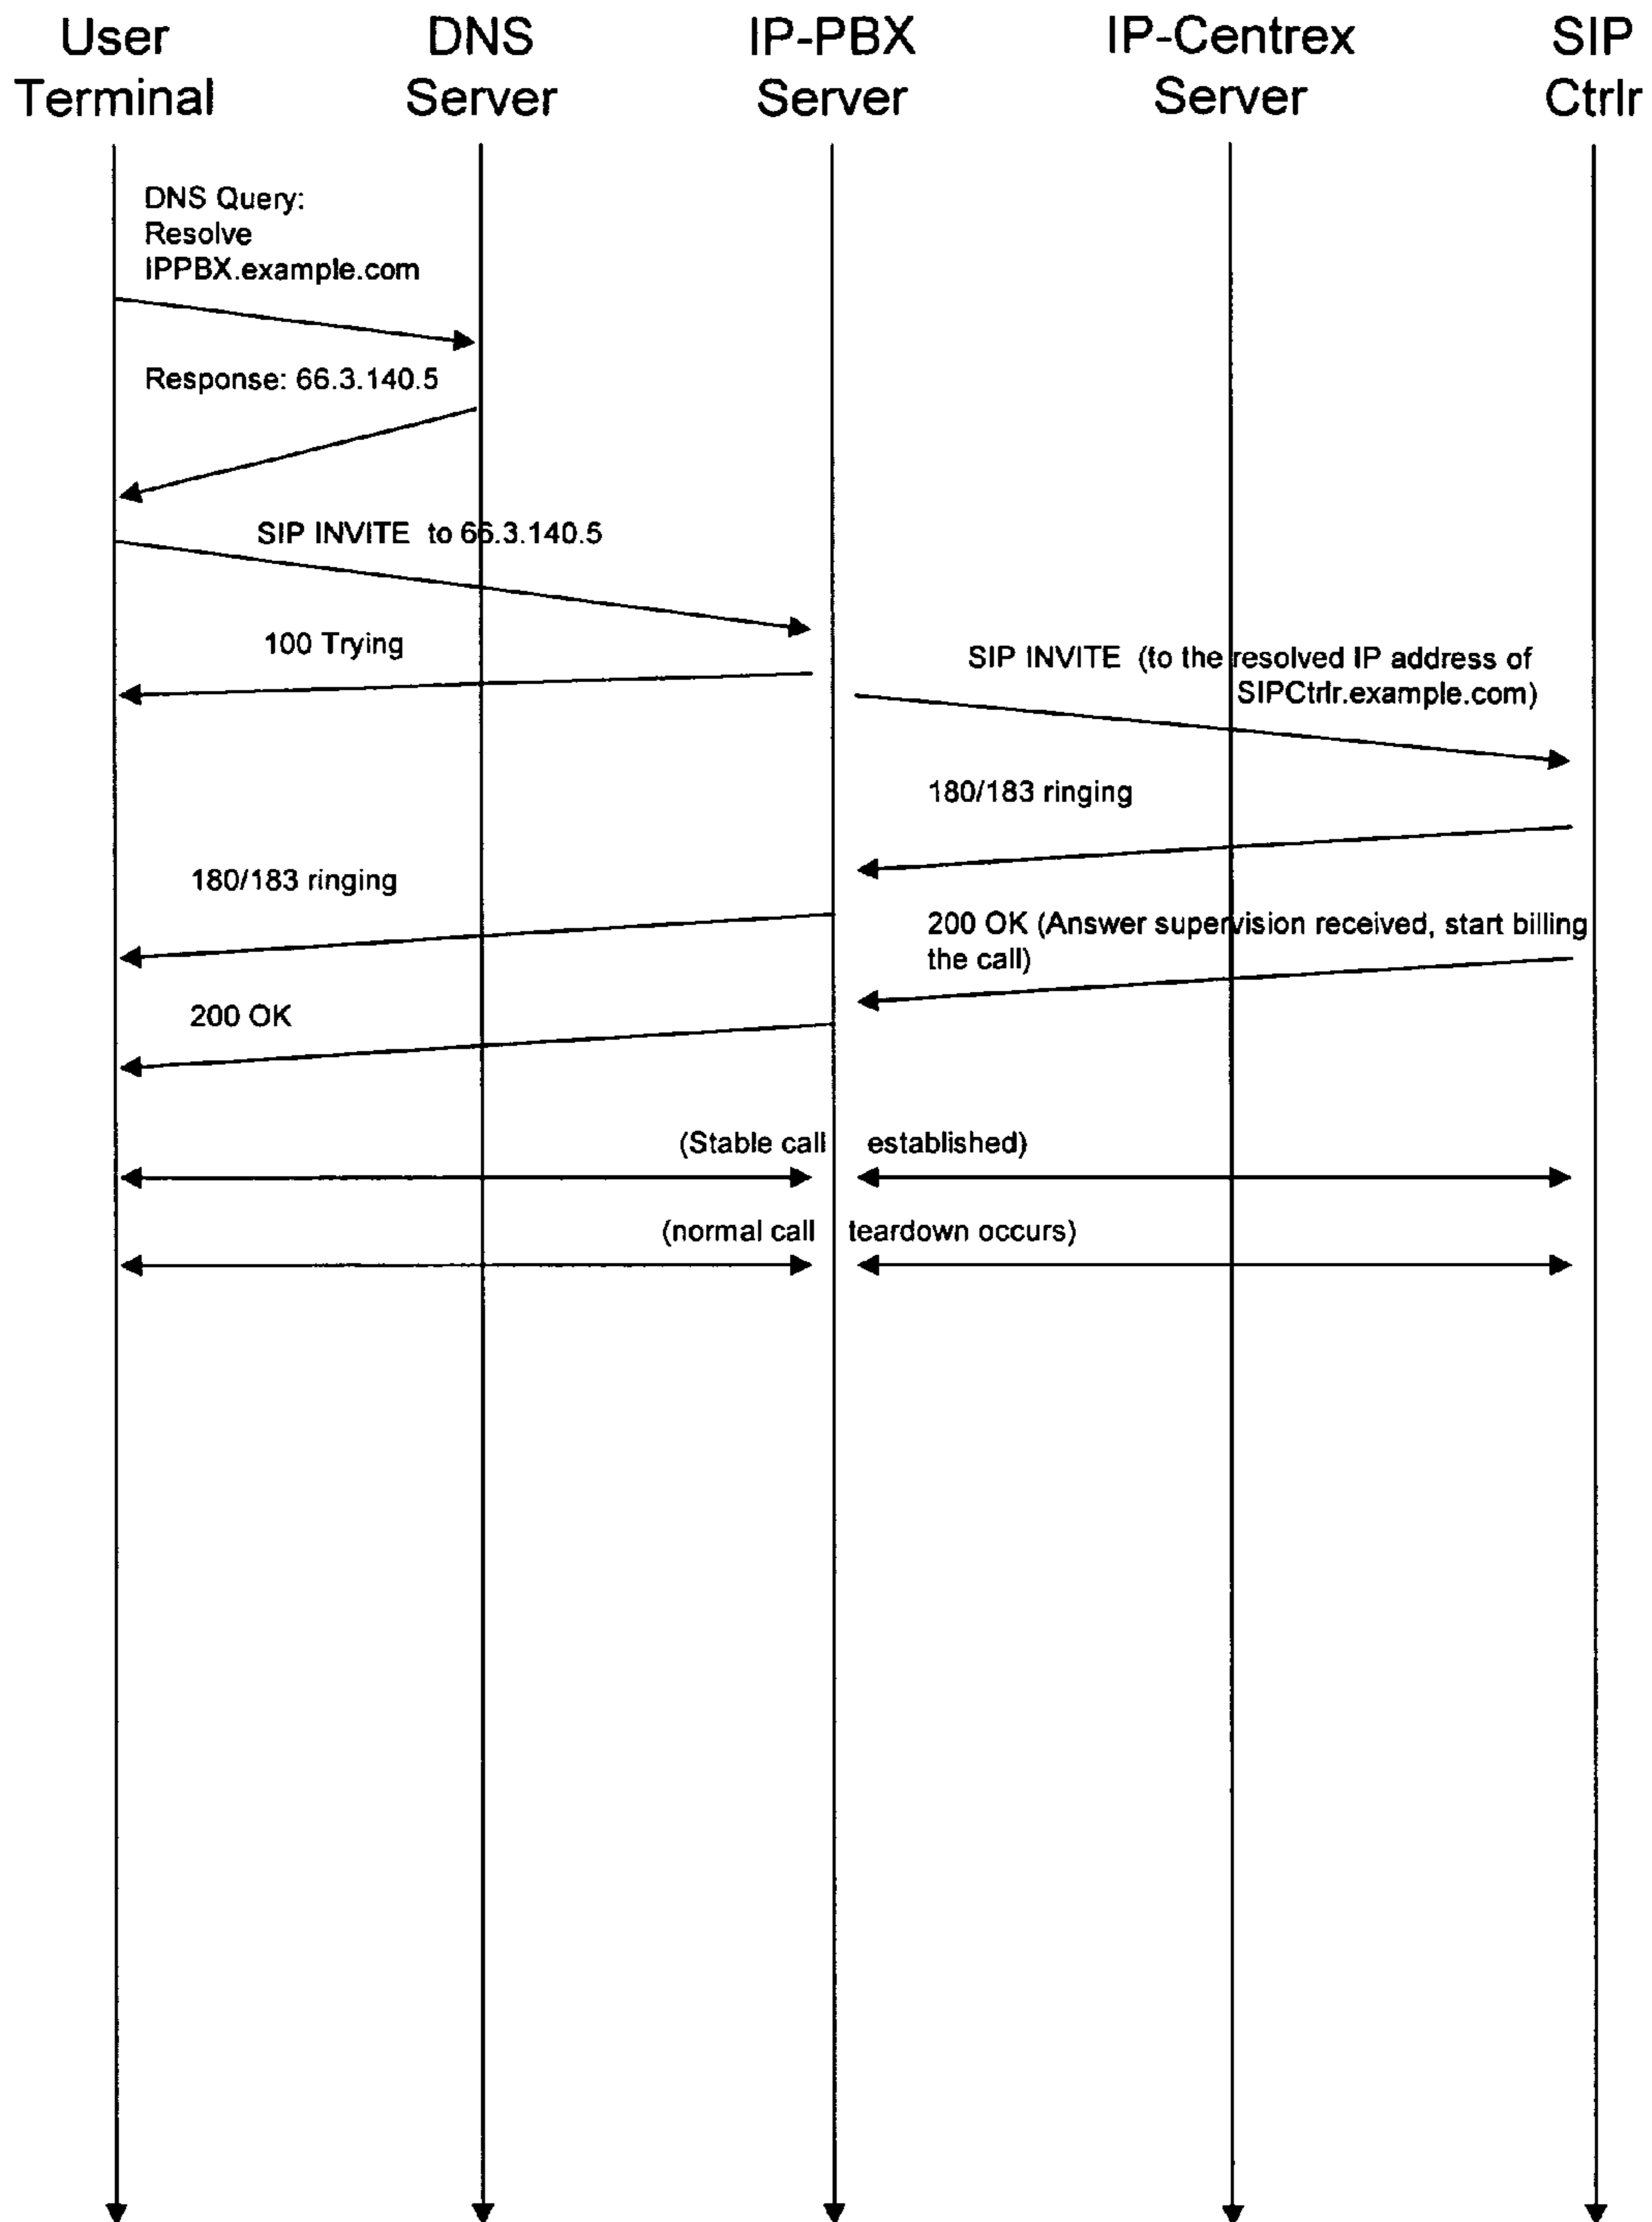 User Terminal
DNS Server
IP-PBX Server
IP-Centrex Server
SIP Ctrlr
DNS Query:
Resolve
IPPBX.example.com
Response: 66.3.140.5
SIP INVITE to 66.3.140.5
100 Trying
SIP INVITE (to the resolved IP address of
SIPCtrlr.example.com)
180/183 ringing
180/183 ringing
200 OK (Answer supervision received, start billing
the call)
200 OK
(Stable call established)
(normal call teardown occurs)